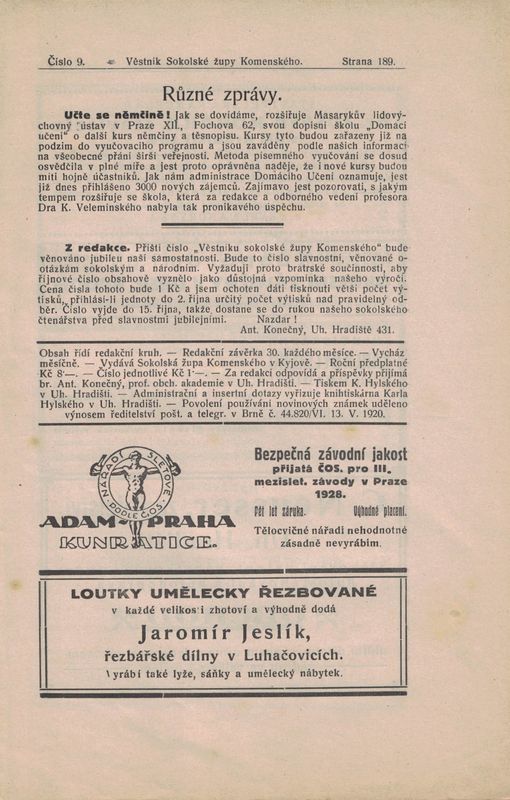 Číslo 9. Věstník Sokolské župy Komenského. Strana 189.
Různé zprávy.
Učte se němčině! Jak se dovídáme, rozšiřuje Masarykův lidový-
chovný ústav v Praze XII., Fochova 62, svou dopisní školu „Domácí
učení“ o další kurs němčiny a těsnopisu. Kursy tyto budou zařazeny již na
podzim do vyučovacího programu a jsou zaváděny podle našich informací
na všeobecné přání širší veřejnosti. Metoda písemného vyučování se dosud
osvědčila v plné míře a jest proto oprávněna naděje, že i nové kursy budou
míti hojně účastníků. Jak nám administrace Domácího Učení oznamuje, jest
již dnes přihlášeno 3000 nových zájemců. Zajímavo jest pozorovati, s jakým
tempem rozšiřuje se škola, která za redakce a odborného vedení profesora
Dra K. Velemínského nabyla tak pronikavého úspěchu.
Z redakce. Příští číslo „Věstníku sokolské župy Komenského“ bude
věnováno jubileu naší samostatnosti. Bude to číslo slavnostní, věnované o-
otázkám sokolským a národním. Vyžaduji proto bratrské součinnosti, aby
říjnové číslo obsahově vyznělo jako důstojná vzpomínka našeho výročí.
Cena čísla tohoto bude 1 Kč a jsem ochoten dáti tisknouti větší počet vý-
tisků, přihlásí-li jednoty do 2. října určitý počet výtisků nad pravidelný od-
běr. Číslo vyjde do 15. října, takže dostane se do rukou našeho sokolského
čtenářstva před slavnostmi jubilejními. Nazdar!
Ant. Konečný, Uh. Hradiště 431.
Obsah řídí redakční kruh. — Redakční závěrka 30. každého měsíce. — Vychází
měsíčně. — Vydává Sokolská župa Komenského v Kyjově. — Roční předplatné
Kč 8·—. — Číslo jednotlivé Kč 1·—. — Za redakci odpovídá a příspěvky přijímá
br. Ant. Konečný, prof. obch. akademie v Uh. Hradišti. — Tiskem K. Hylského
v Uh. Hradišti. — Administrační a insertní dotazy vyřizuje knihtiskárna Karla
Hylského v Uh. Hradišti. — Povolení používání novinových známek uděleno
výnosem ředitelství pošt. a telegr. v Brně č. 44.820/VI. 13. V. 1920.
NÁŘADÍ SLETOVÉ
PODLE ČOS.
ADAM-PRAHA
KUNRATICE.
Bezpečná závodní jakost
přijatá ČOS. pro III.
mezislet. závody v Praze
1928.
Pět let záruka. Výhodné placení.
Tělocvičné nářadí nehodnotné
zásadně nevyrábím.
LOUTKY UMĚLECKY ŘEZBOVANÉ
v každé velikosti zhotoví a výhodně dodá
Jaromír Jeslík,
řezbářské dílny v Luhačovicích.
Vyrábí také lyže, sáňky a umělecký nábytek.